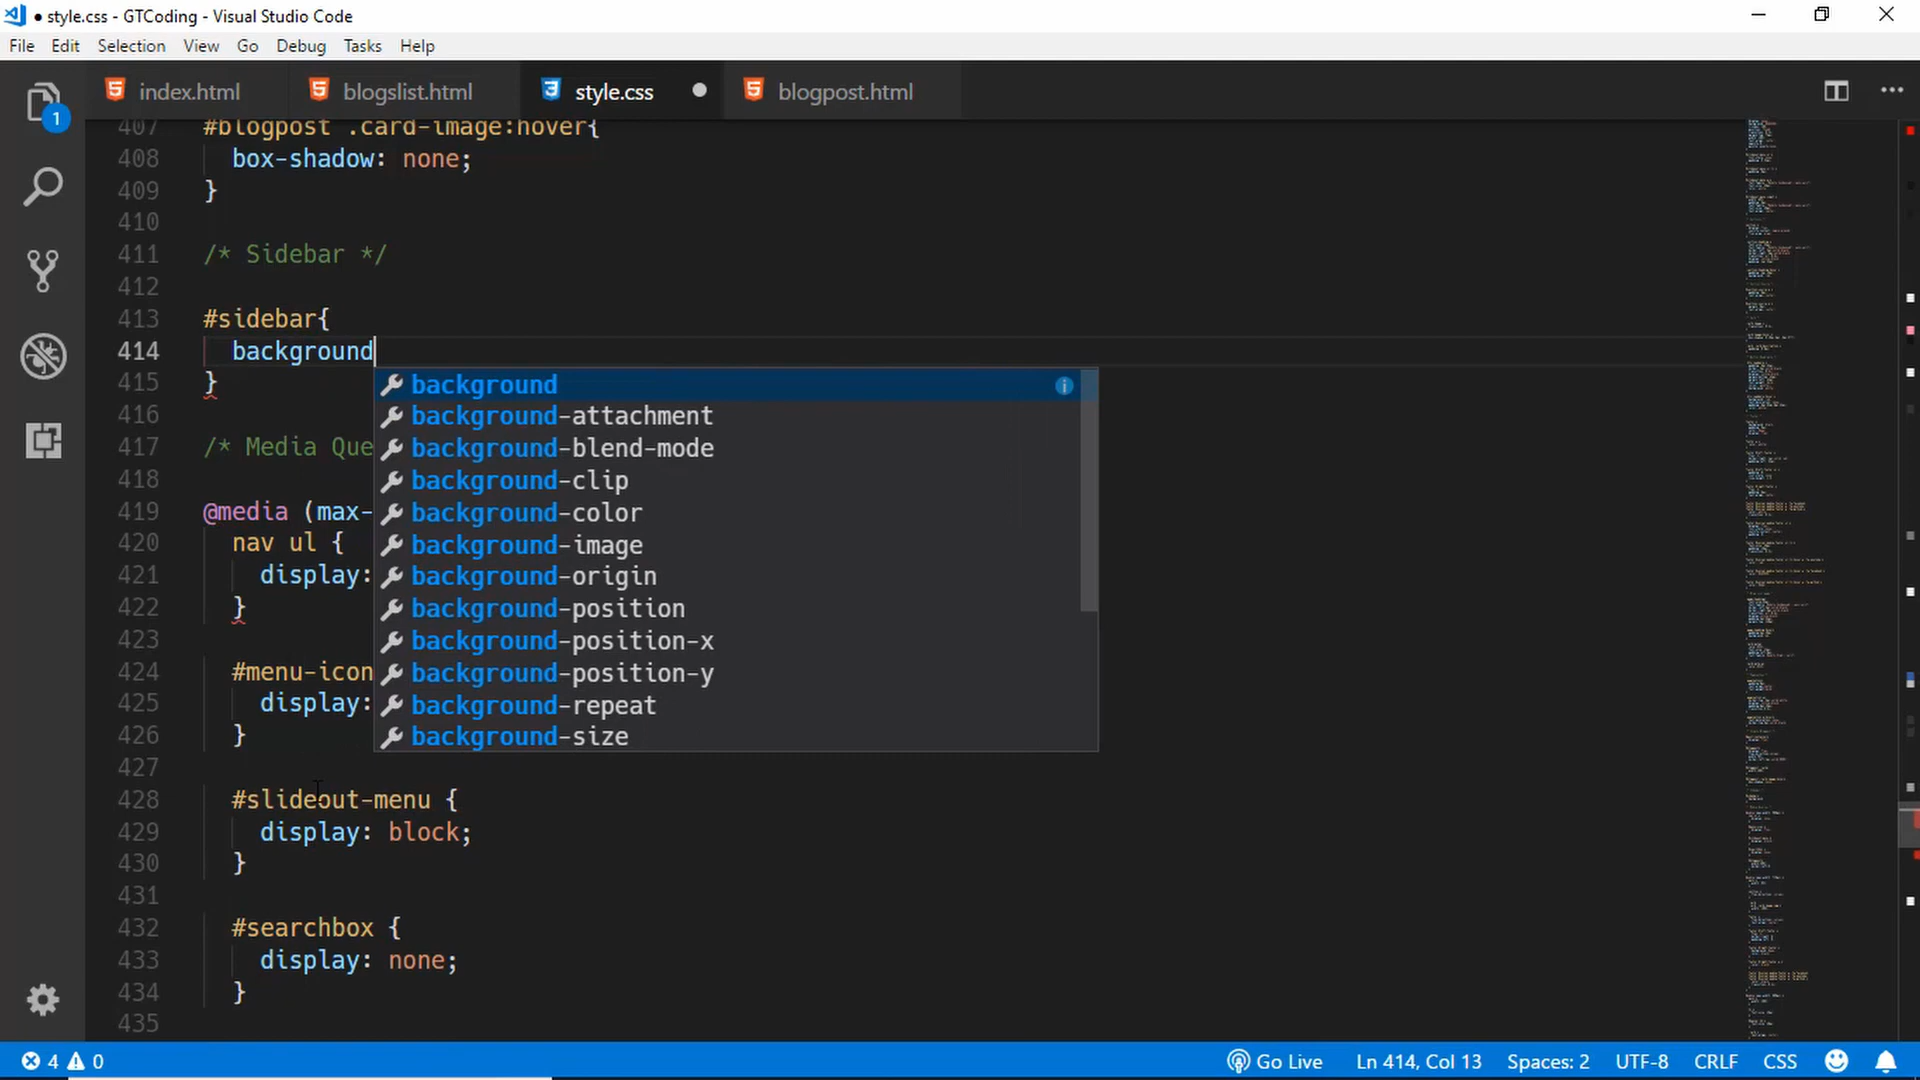 ● style.css - GTCoding - Visual Studio Code
File Edit Selection View Go Debug Tasks Help
index.html blogslist.html style.css ● blogpost.html
1
407 #blogpost .card-image:hover{
408 box-shadow: none;
409 }
410
411 /* Sidebar */
412
413 #sidebar{
414 background
415 }
416
417 /* Media Que
418
419 @media (max-
420 nav ul {
421 display:
422 }
423
424 #menu-icon
425 display:
426 }
427
428 #slideout-menu {
429 display: block;
430 }
431
432 #searchbox {
433 display: none;
434 }
435
background
background-attachment
background-blend-mode
background-clip
background-color
background-image
background-origin
background-position
background-position-x
background-position-y
background-repeat
background-size
4 0 Go Live Ln 414, Col 13 Spaces: 2 UTF-8 CRLF CSS